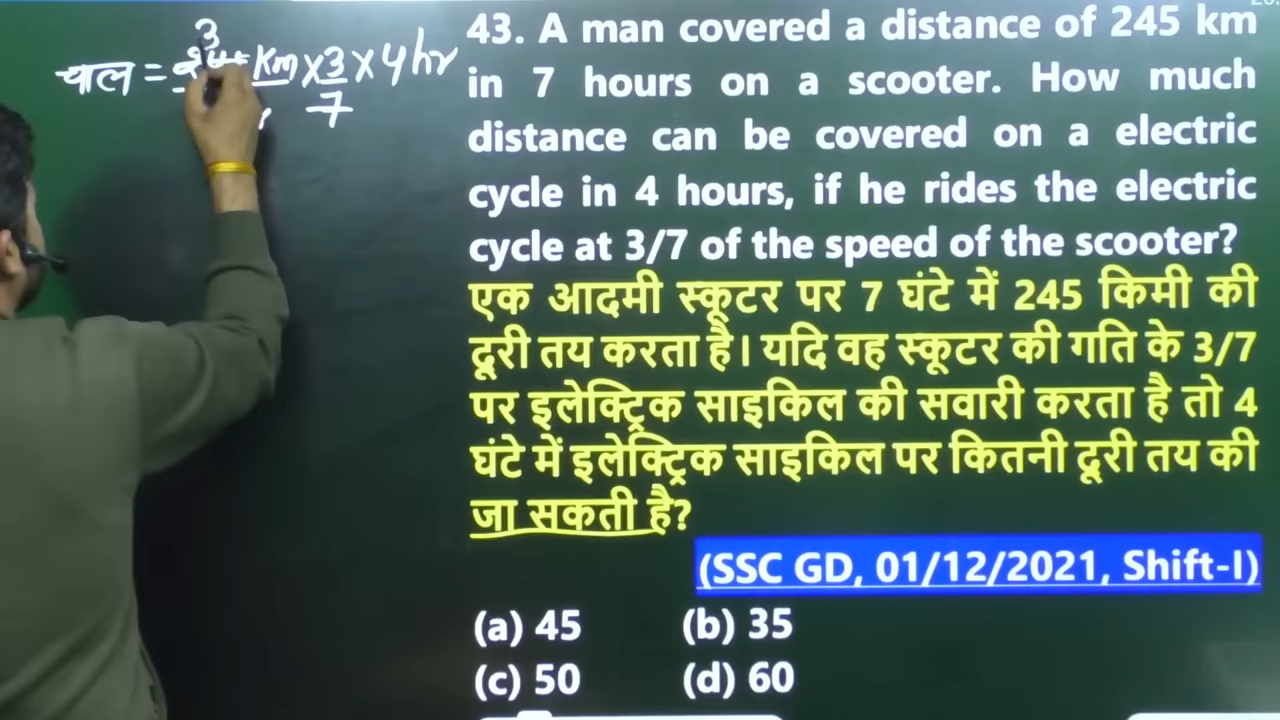 43. A man covered a distance of 245 km
in 7 hours on a scooter. How much
distance can be covered on a electric
cycle in 4 hours, if he rides the electric
cycle at 3/7 of the speed of the scooter?
एक आदमी स्कूटर पर 7 घंटे में 245 किमी की
दूरी तय करता है। यदि वह स्कूटर की गति के 3/7
पर इलेक्ट्रिक साइकिल की सवारी करता है तो 4
घंटे में इलेक्ट्रिक साइकिल पर कितनी दूरी तय की
जा सकती है?
(SSC GD, 01/12/2021, Shift-I)
(a) 45 (b) 35
(c) 50 (d) 60
3
चाल = km × 3/7 × 4 hr